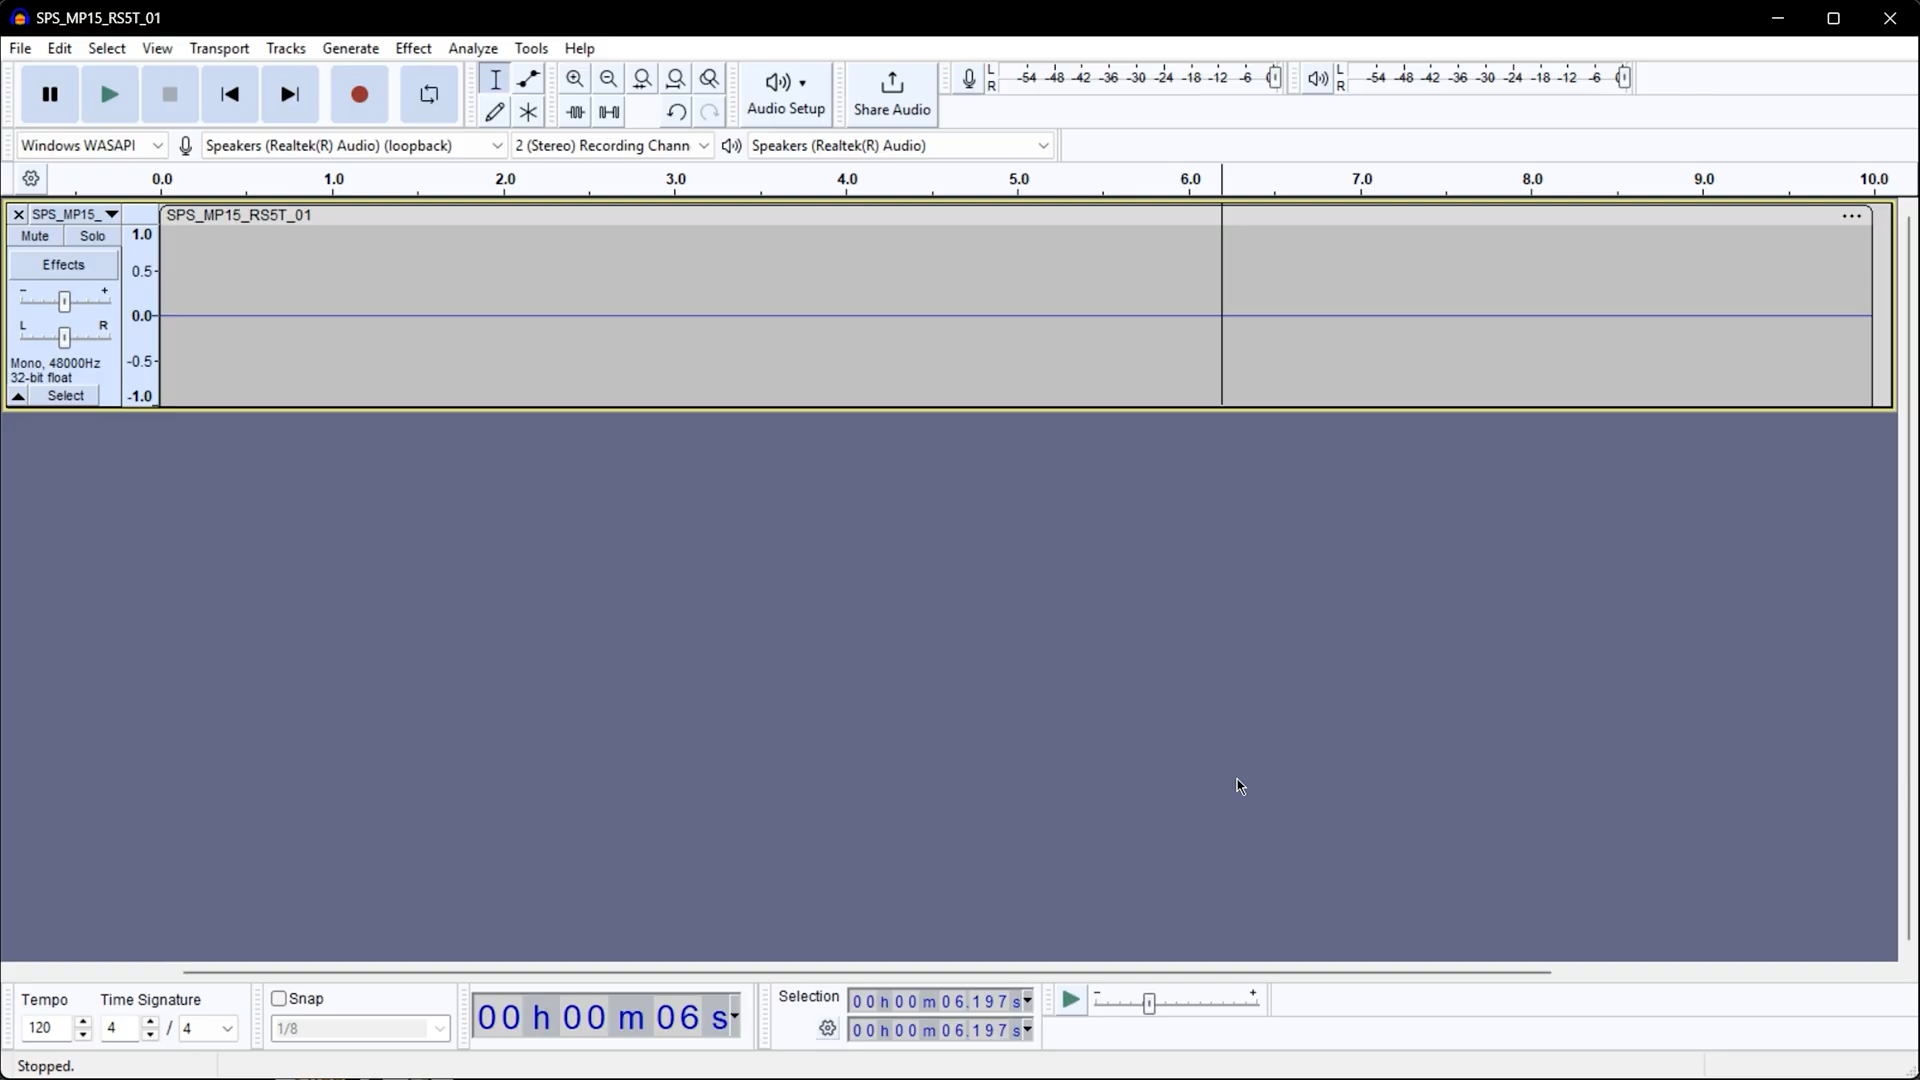 SPS_MP15_RS5T_01
File Edit Select View Transport Tracks Generate Effect Analyze Tools Help
Audio Setup
Share Audio
L R -54 -48 -42 -36 -30 -24 -18 -12 -6 0
L R -54 -48 -42 -36 -30 -24 -18 -12 -6 0
Windows WASAPI Speakers (Realtek(R) Audio) (loopback) 2 (Stereo) Recording Chann Speakers (Realtek(R) Audio)
0.0 1.0 2.0 3.0 4.0 5.0 6.0 7.0 8.0 9.0 10.0
SPS_MP15_ SPS_MP15_RS5T_01
Mute Solo 1.0
Effects 0.5
- +
0.0
L R
Mono, 48000Hz -0.5
32-bit float
Select -1.0
Tempo Time Signature Snap
120 4 / 4 1/8
00 h 00 m 06 s
Selection 00 h 00 m 06.197 s - +
00 h 00 m 06.197 s
Stopped.